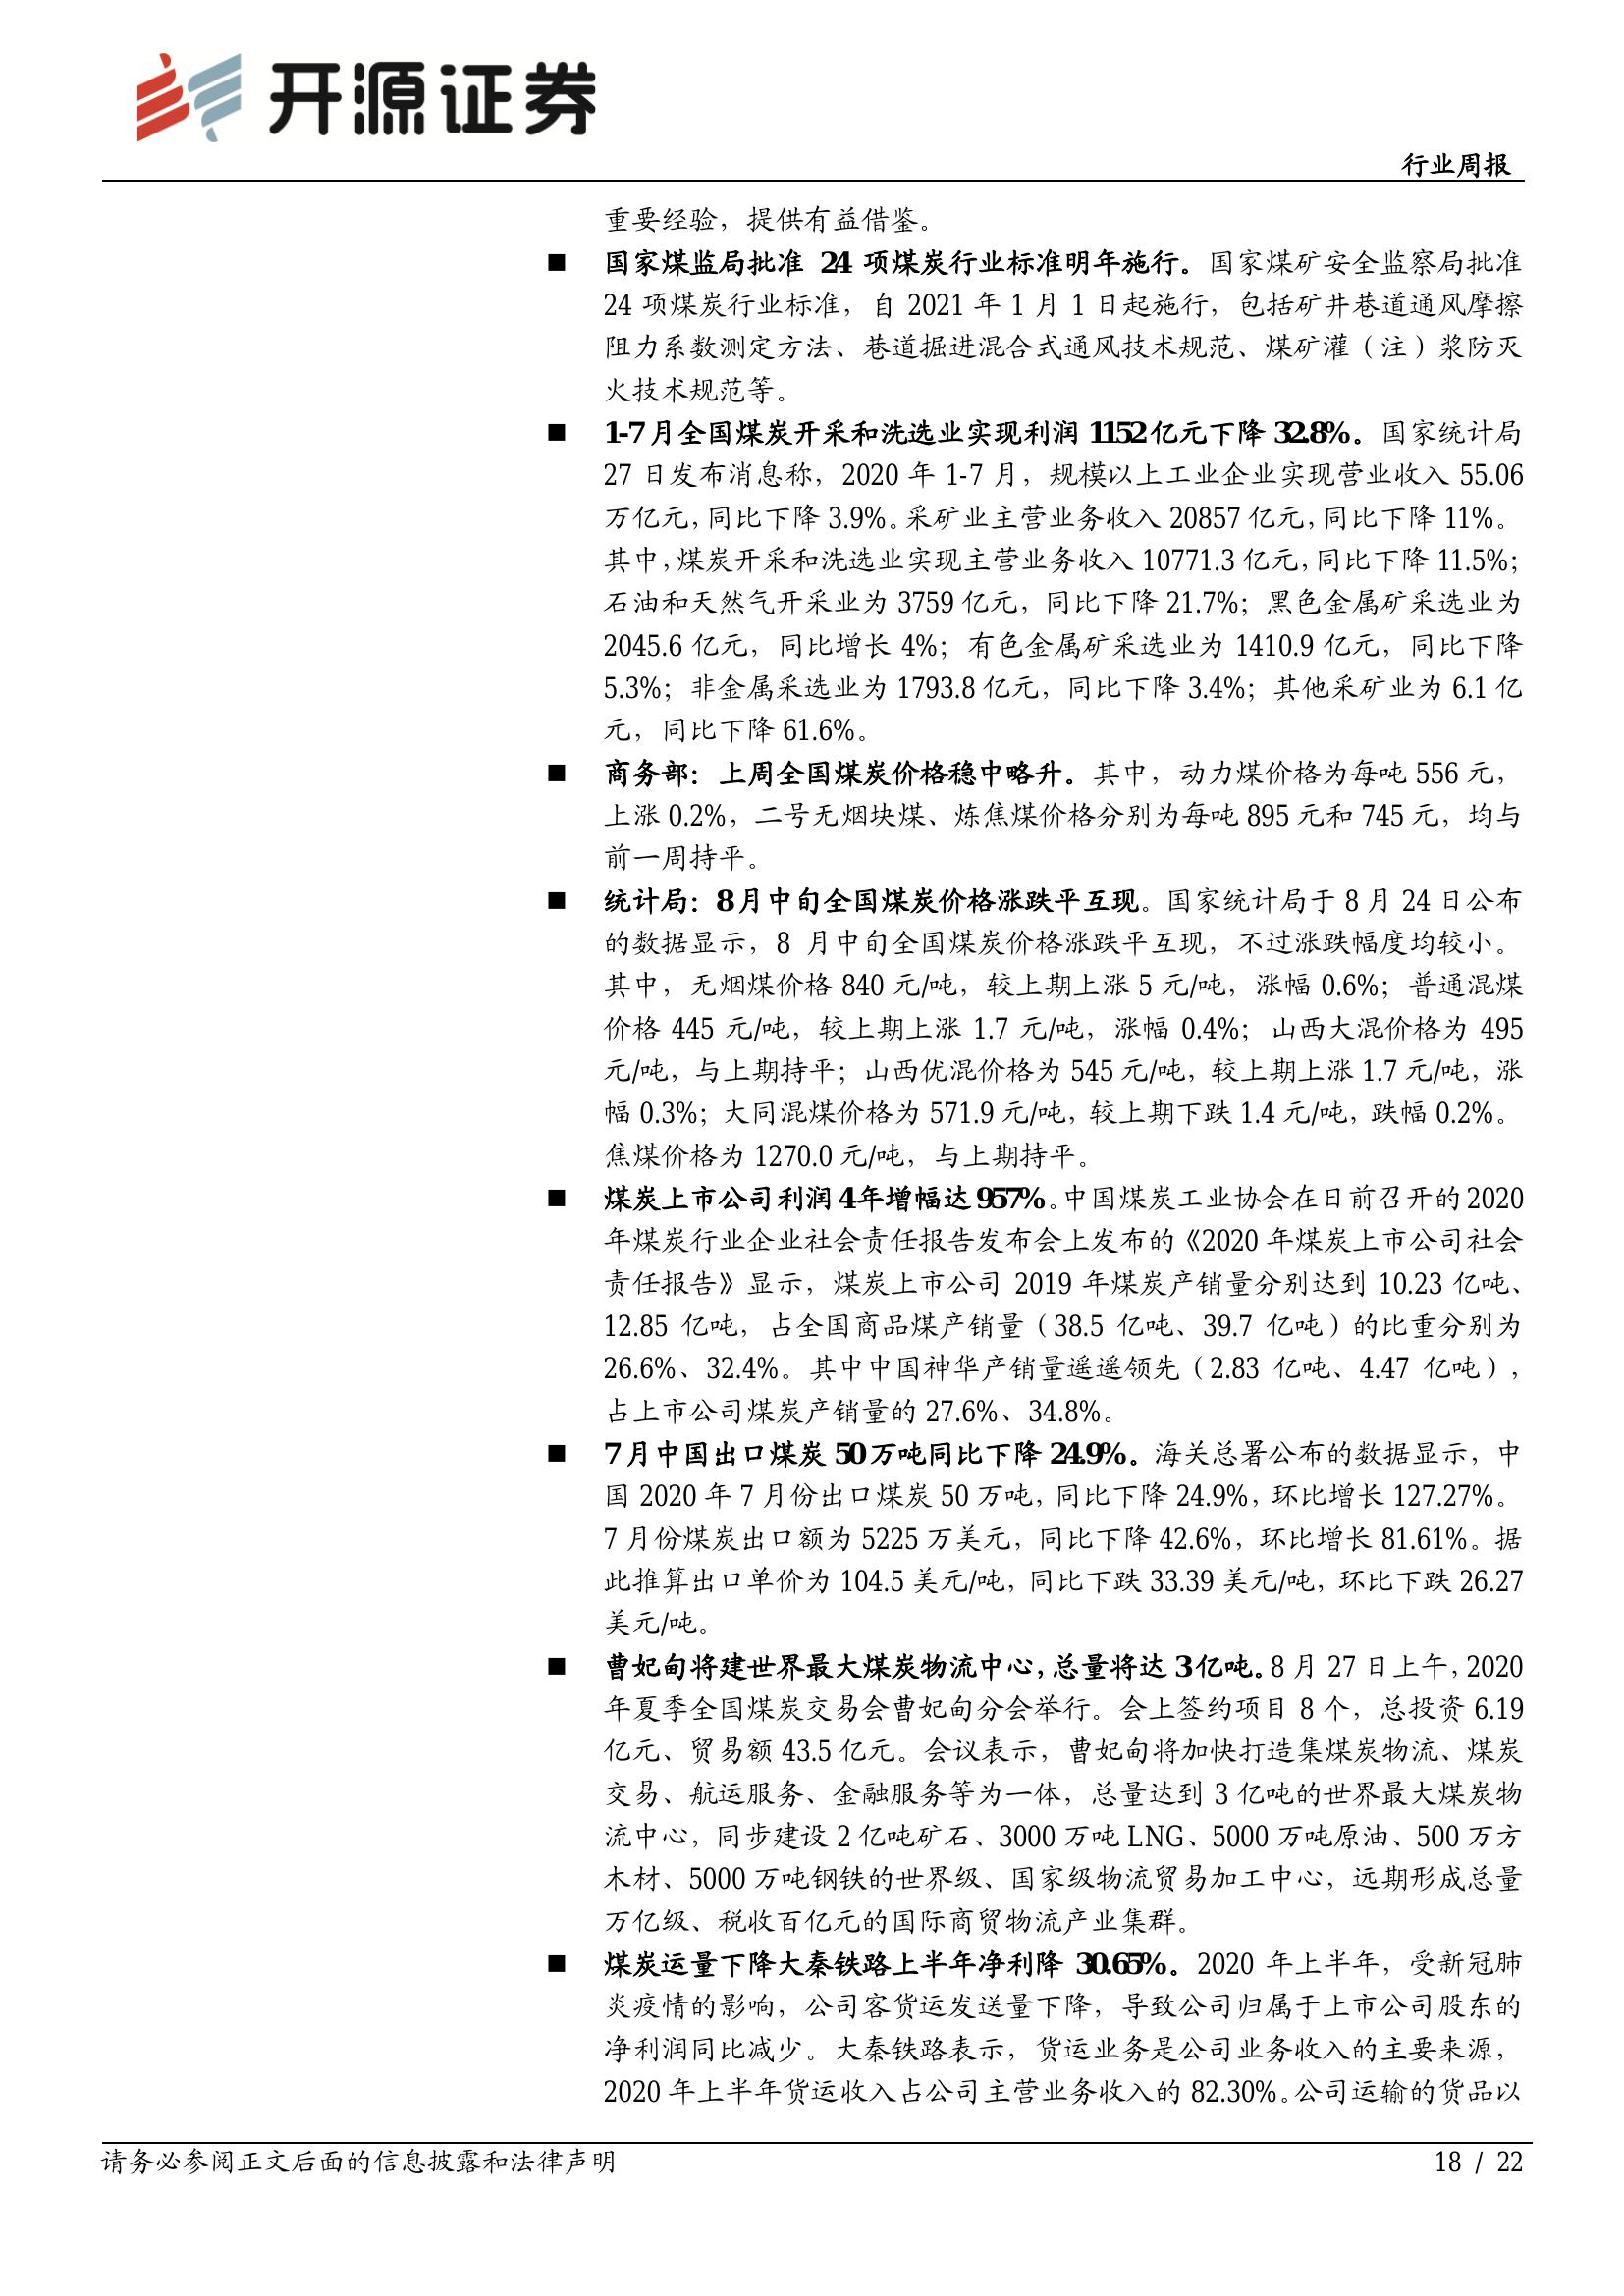 开源证券
行业周报
重要经验，提供有益借鉴。
■ 国家煤监局批准 24 项煤炭行业标准明年施行。国家煤矿安全监察局批准
24 项煤炭行业标准，自 2021 年 1 月 1 日起施行，包括矿井巷道通风摩擦
阻力系数测定方法、巷道掘进混合式通风技术规范、煤矿灌（注）浆防灭
火技术规范等。
■ 1-7 月全国煤炭开采和洗选业实现利润 1152 亿元下降 32.8%。国家统计局
27 日发布消息称，2020 年 1-7 月，规模以上工业企业实现营业收入 55.06
万亿元，同比下降 3.9%。采矿业主营业务收入 20857 亿元，同比下降 11%。
其中，煤炭开采和洗选业实现主营业务收入 10771.3 亿元，同比下降 11.5%；
石油和天然气开采业为 3759 亿元，同比下降 21.7%；黑色金属矿采选业为
2045.6 亿元，同比增长 4%；有色金属矿采选业为 1410.9 亿元，同比下降
5.3%；非金属采选业为 1793.8 亿元，同比下降 3.4%；其他采矿业为 6.1 亿
元，同比下降 61.6%。
■ 商务部：上周全国煤炭价格稳中略升。其中，动力煤价格为每吨 556 元，
上涨 0.2%，二号无烟块煤、炼焦煤价格分别为每吨 895 元和 745 元，均与
前一周持平。
■ 统计局：8 月中旬全国煤炭价格涨跌平互现。国家统计局于 8 月 24 日公布
的数据显示，8 月中旬全国煤炭价格涨跌平互现，不过涨跌幅度均较小。
其中，无烟煤价格 840 元/吨，较上期上涨 5 元/吨，涨幅 0.6%；普通混煤
价格 445 元/吨，较上期上涨 1.7 元/吨，涨幅 0.4%；山西大混价格为 495
元/吨，与上期持平；山西优混价格为 545 元/吨，较上期上涨 1.7 元/吨，涨
幅 0.3%；大同混煤价格为 571.9 元/吨，较上期下跌 1.4 元/吨，跌幅 0.2%。
焦煤价格为 1270.0 元/吨，与上期持平。
■ 煤炭上市公司利润 4 年增幅达 957%。中国煤炭工业协会在日前召开的 2020
年煤炭行业企业社会责任报告发布会上发布的《2020 年煤炭上市公司社会
责任报告》显示，煤炭上市公司 2019 年煤炭产销量分别达到 10.23 亿吨、
12.85 亿吨，占全国商品煤产销量（38.5 亿吨、39.7 亿吨）的比重分别为
26.6%、32.4%。其中中国神华产销量遥遥领先（2.83 亿吨、4.47 亿吨），
占上市公司煤炭产销量的 27.6%、34.8%。
■ 7 月中国出口煤炭 50 万吨同比下降 24.9%。海关总署公布的数据显示，中
国 2020 年 7 月份出口煤炭 50 万吨，同比下降 24.9%，环比增长 127.27%。
7 月份煤炭出口额为 5225 万美元，同比下降 42.6%，环比增长 81.61%。据
此推算出口单价为 104.5 美元/吨，同比下跌 33.39 美元/吨，环比下跌 26.27
美元/吨。
■ 曹妃甸将建世界最大煤炭物流中心，总量将达 3 亿吨。8 月 27 日上午，2020
年夏季全国煤炭交易会曹妃甸分会举行。会上签约项目 8 个，总投资 6.19
亿元、贸易额 43.5 亿元。会议表示，曹妃甸将加快打造集煤炭物流、煤炭
交易、航运服务、金融服务等为一体，总量达到 3 亿吨的世界最大煤炭物
流中心，同步建设 2 亿吨矿石、3000 万吨 LNG、5000 万吨原油、500 万方
木材、5000 万吨钢铁的世界级、国家级物流贸易加工中心，远期形成总量
万亿级、税收百亿元的国际商贸物流产业集群。
■ 煤炭运量下降大秦铁路上半年净利降 30.65%。2020 年上半年，受新冠肺
炎疫情的影响，公司客货运发送量下降，导致公司归属于上市公司股东的
净利润同比减少。大秦铁路表示，货运业务是公司业务收入的主要来源，
2020 年上半年货运收入占公司主营业务收入的 82.30%。公司运输的货品以
请务必参阅正文后面的信息披露和法律声明
18 / 22